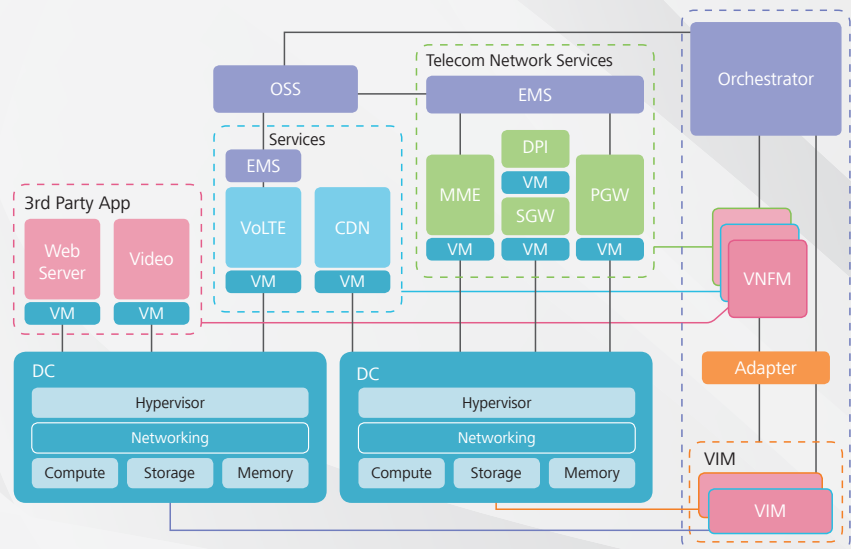 Telecom Network Services
Orchestrator
OSS
EMS
Services
DPI
EMS
VM
MME
PGW
3rd Party App
SGW
VoLTE
CDN
Web
Server
Video
VM
VM
VM
VNFM
VM
VM
VM
VM
DC
DC
Adapter
Hypervisor
Hypervisor
Networking
Networking
VIM
Compute
Storage
Memory
Compute
Storage
Memory
VIM